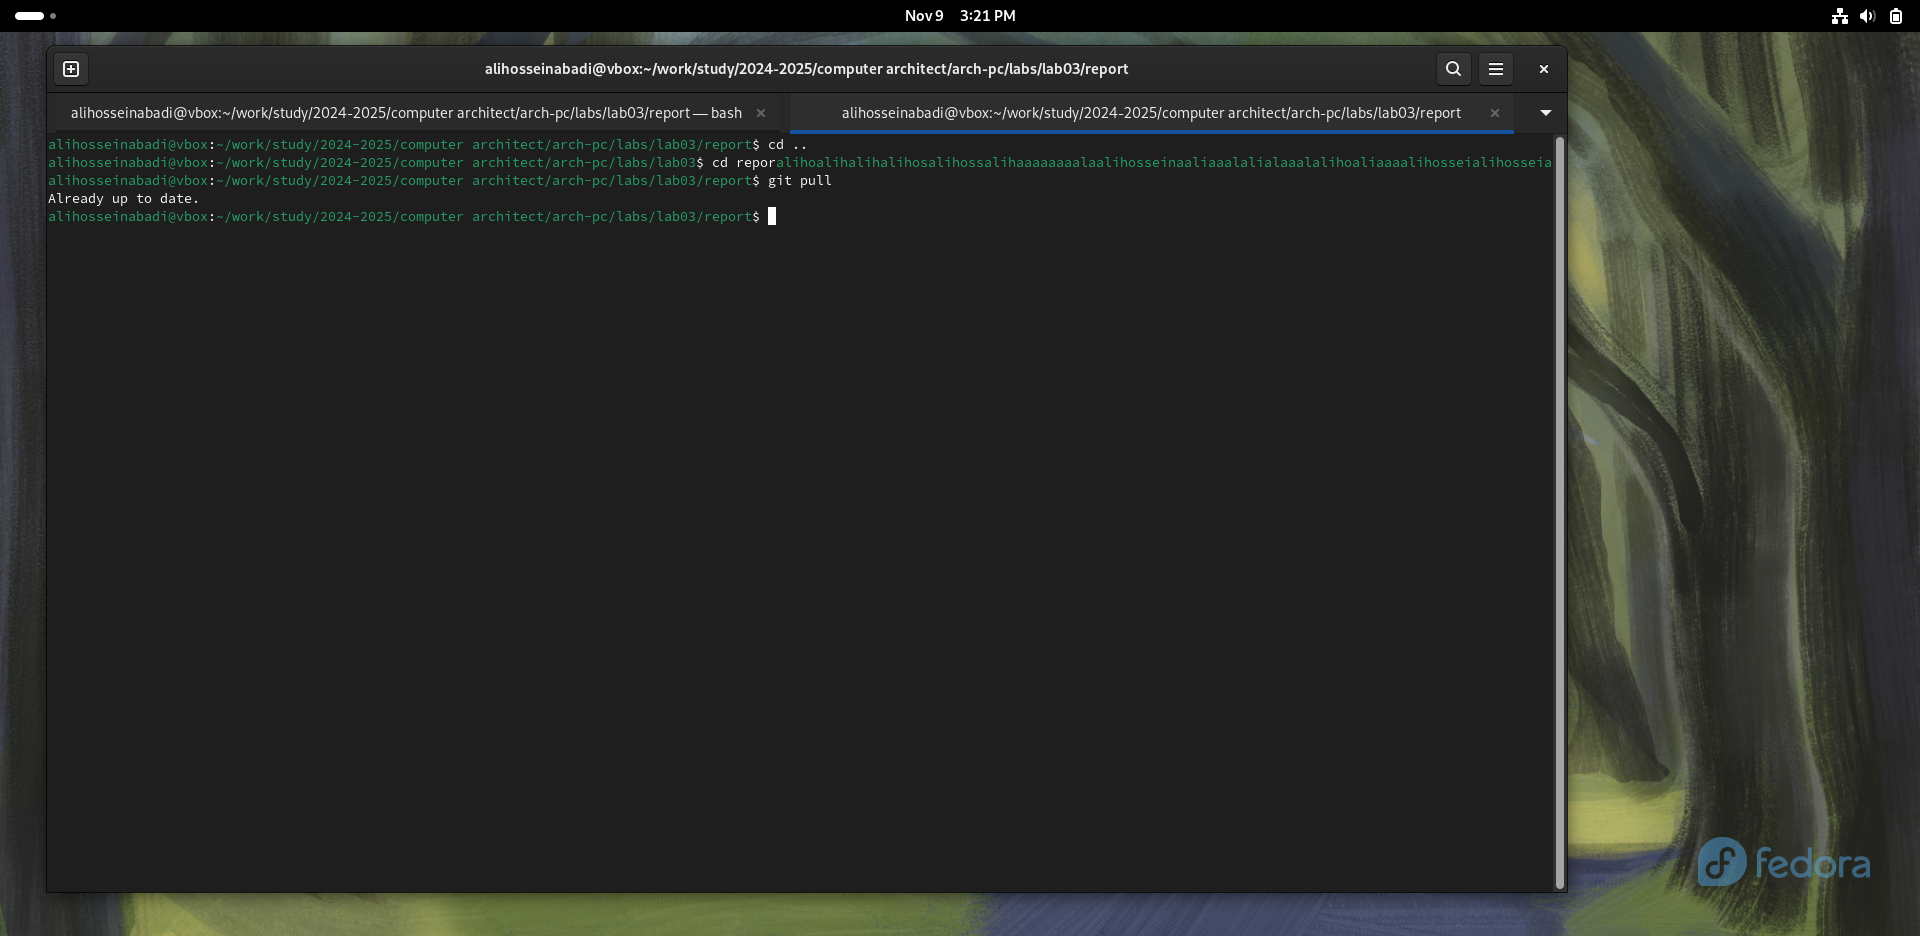 Nov 9 3:21 PM
alihosseinabadi@vbox:~/work/study/2024-2025/computer architect/arch-pc/labs/lab03/report
alihosseinabadi@vbox:~/work/study/2024-2025/computer architect/arch-pc/labs/lab03/report — bash
alihosseinabadi@vbox:~/work/study/2024-2025/computer architect/arch-pc/labs/lab03/report
alihosseinabadi@vbox:~/work/study/2024-2025/computer architect/arch-pc/labs/lab03/report$ cd ..
alihosseinabadi@vbox:~/work/study/2024-2025/computer architect/arch-pc/labs/lab03$ cd reporalihoalihalihalihosalihossalihaaaaaaaalaalihosseinaaliaaalalialaaalalihoaliaaaalihosseialihosseia
alihosseinabadi@vbox:~/work/study/2024-2025/computer architect/arch-pc/labs/lab03/report$ git pull
Already up to date.
alihosseinabadi@vbox:~/work/study/2024-2025/computer architect/arch-pc/labs/lab03/report$
fedora